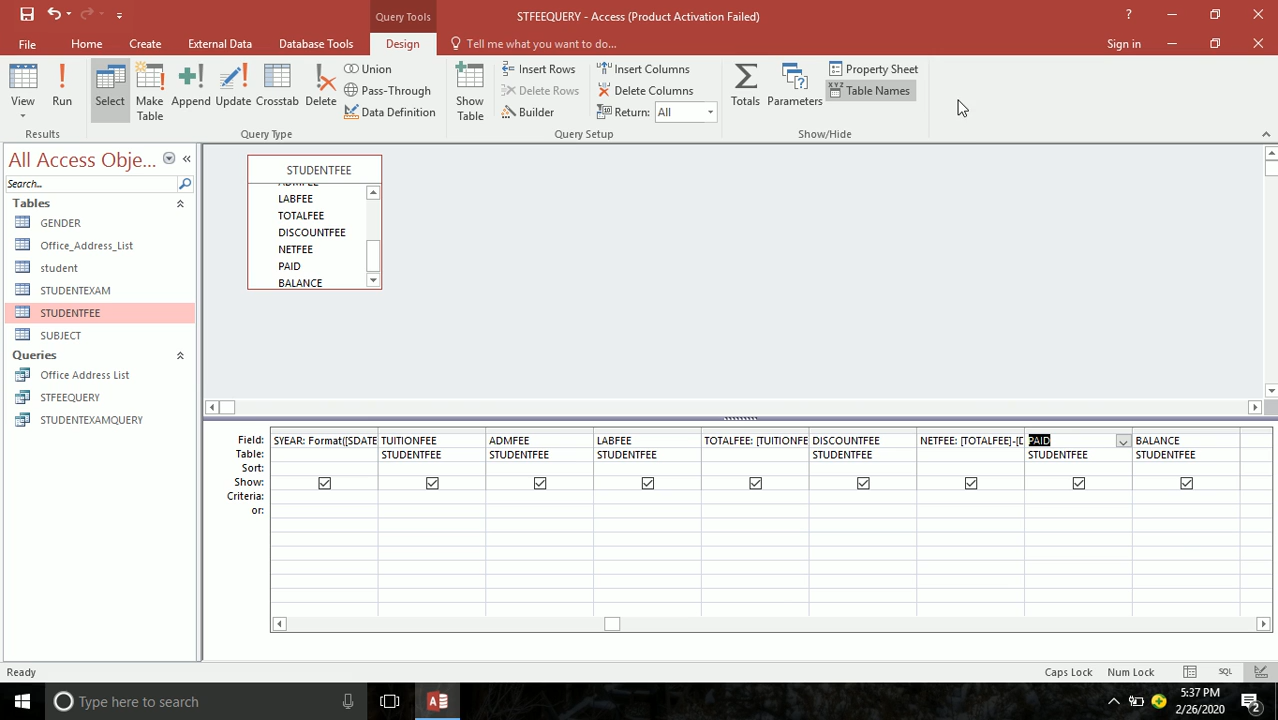 Query Tools
STFEEQUERY - Access (Product Activation Failed)
?
File
Home
Create
External Data
Database Tools
Design
Tell me what you want to do...
Sign in
View
Run
Select
Make Table
Append
Update
Crosstab
Delete
Union
Pass-Through
Data Definition
Show Table
Insert Rows
Delete Rows
Builder
Insert Columns
Delete Columns
Return: All
Totals
Parameters
Property Sheet
Table Names
Results
Query Type
Query Setup
Show/Hide
All Access Obje...
Search...
Tables
GENDER
Office_Address_List
student
STUDENTEXAM
STUDENTFEE
SUBJECT
Queries
Office Address List
STFEEQUERY
STUDENTEXAMQUERY
STUDENTFEE
ADMFEE
LABFEE
TOTALFEE
DISCOUNTFEE
NETFEE
PAID
BALANCE
Field: SYEAR: Format([SDATE TUITIONFEE ADMFEE LABFEE TOTALFEE: [TUITIONFE DISCOUNTFEE NETFEE: [TOTALFEE]-[D PAID BALANCE
Table: STUDENTFEE STUDENTFEE STUDENTFEE STUDENTFEE STUDENTFEE STUDENTFEE
Sort:
Show:
Criteria:
or:
Ready
Caps Lock
Num Lock
SQL
Type here to search
5:37 PM
2/26/2020
2